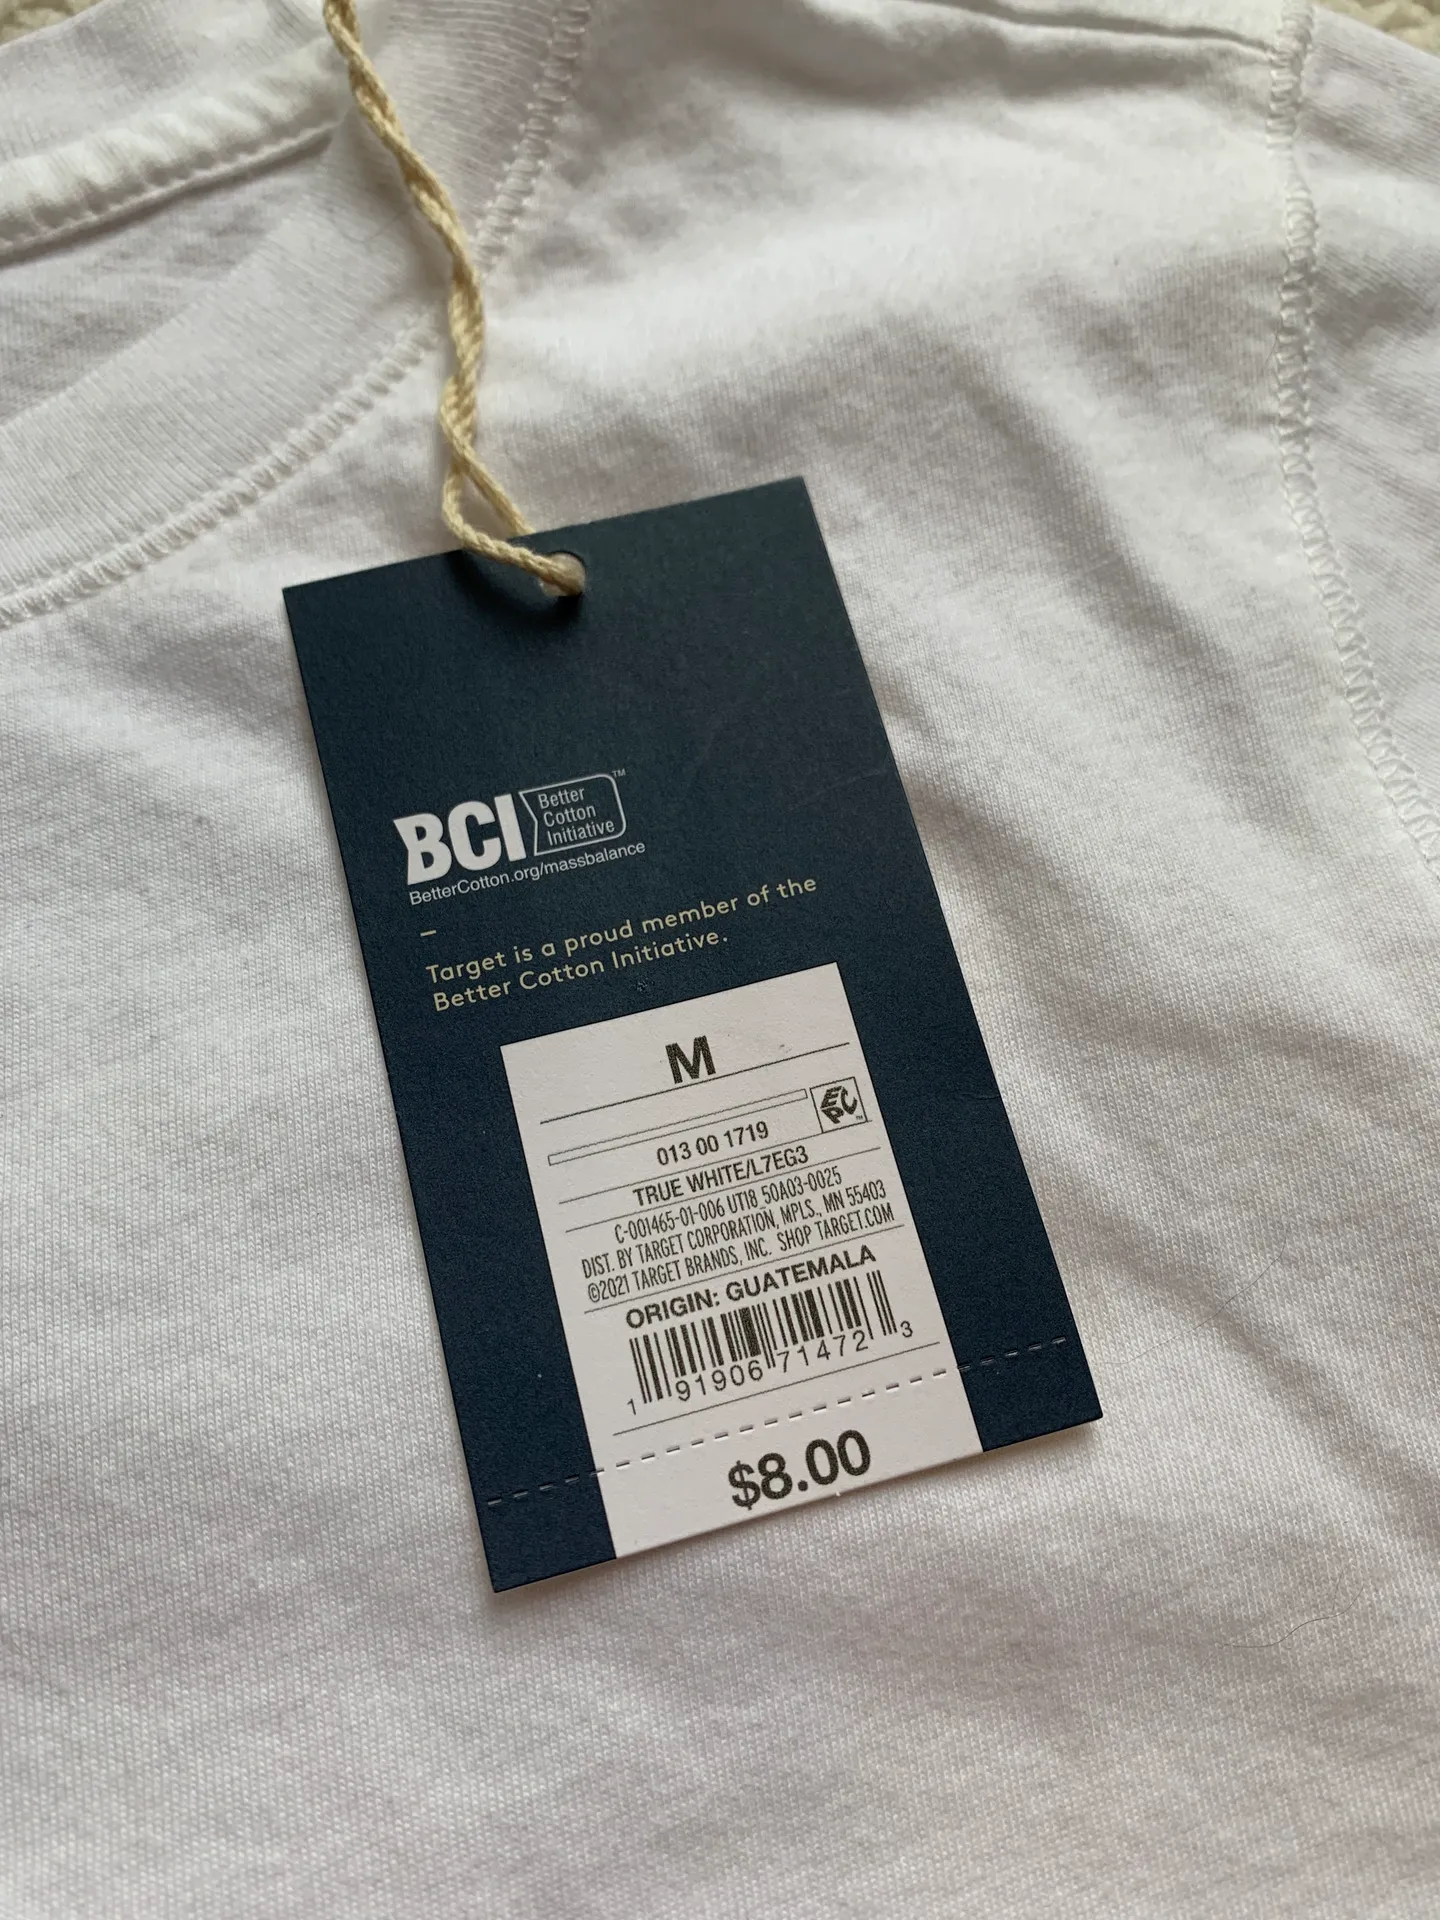 BCI Better Cotton Initiative™
BetterCotton.org/massbalance
–
Target is a proud member of the
Better Cotton Initiative.
M
EPC™
013 00 1719
TRUE WHITE/L7EG3
C-001465-01-006 UT18 50A03-0025
DIST. BY TARGET CORPORATION, MPLS., MN 55403
©2021 TARGET BRANDS, INC. SHOP TARGET.COM
ORIGIN: GUATEMALA
1 91906 71472 3
$8.00